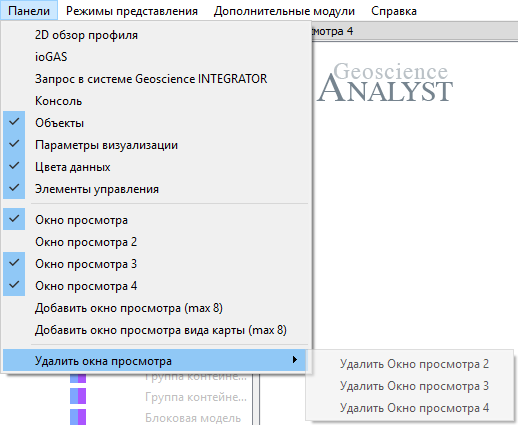 Панели Режимы представления Дополнительные модули Справка
2D обзор профиля
мотра 4
ioGAS
Запрос в системе Geoscience INTEGRATOR
Консоль
Объекты
Параметры визуализации
Цвета данных
Элементы управления
Окно просмотра
Окно просмотра 2
Окно просмотра 3
Окно просмотра 4
Добавить окно просмотра (max 8)
Добавить окно просмотра вида карты (max 8)
Удалить окна просмотра
Geoscience
ANALYST
Удалить Окно просмотра 2
Удалить Окно просмотра 3
Удалить Окно просмотра 4
Группа контейне...
Группа контейне...
Блоковая модель